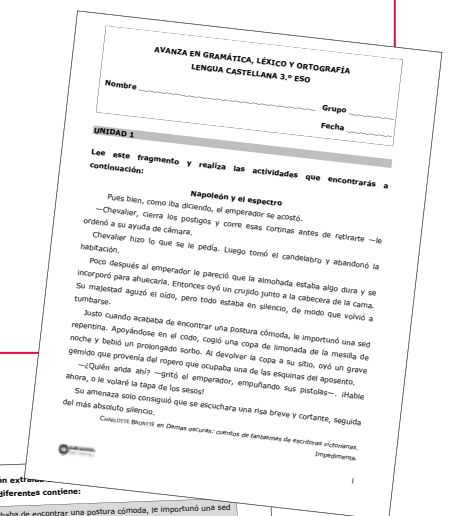 AVANZA EN GRAMÁTICA, LÉXICO Y ORTOGRAFÍA
LENGUA CASTELLANA 3.º ESO
Nombre
Grupo
Fecha
UNIDAD 1
Lee este fragmento y realiza las actividades que encontrarás a
continuación:
Napoleón y el espectro
Pues bien, como iba diciendo, el emperador se acostó.
—Chevalier, cierra los postigos y corre esas cortinas antes de retirarte —le
ordenó a su ayuda de cámara.
Chevalier hizo lo que se le pedía. Luego tomó el candelabro y abandonó la
habitación.
Poco después al emperador le pareció que la almohada estaba algo dura y se
incorporó para ahuecarla. Entonces oyó un crujido junto a la cabecera de la cama.
Su majestad aguzó el oído, pero todo estaba en silencio, de modo que volvió a
tumbarse.
Justo cuando acababa de encontrar una postura cómoda, le importunó una sed
repentina. Apoyándose en el codo, cogió una copa de limonada de la mesilla de
noche y bebió un prolongado sorbo. Al devolver la copa a su sitio, oyó un grave
gemido que provenía del ropero que ocupaba una de las esquinas del aposento.
—¿Quién anda ahí? —gritó el emperador, empuñando sus pistolas—. ¡Hable
ahora, o le volaré la tapa de los sesos!
Su amenaza solo consiguió que se escuchara una risa breve y cortante, seguida
del más absoluto silencio.
CHARLOTTE BRONTË en Damas oscuras: cuentos de fantasmas de escritoras victorianas,
Impedimenta.
1
diferentes contiene:
de encontrar una postura cómoda, le importunó una sed